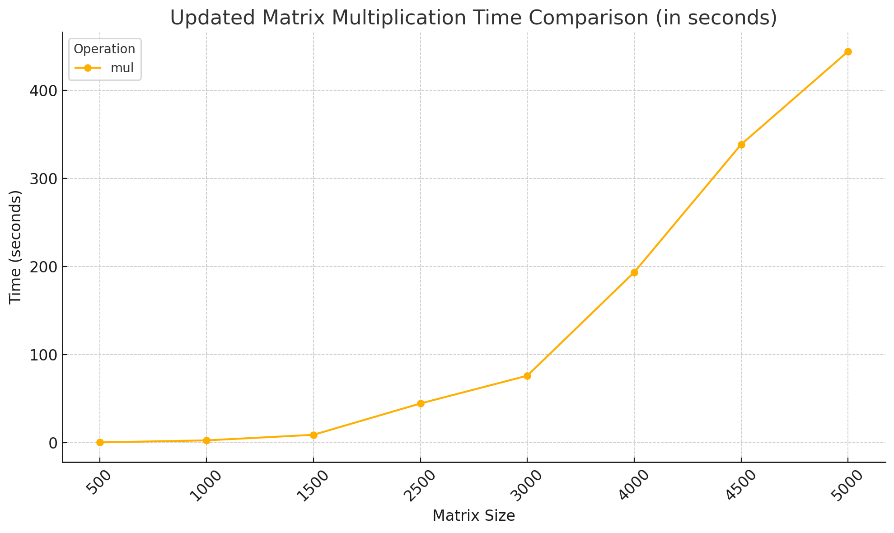 Updated Matrix Multiplication Time Comparison (in seconds)
Operation
mul
Time (seconds)
400
300
200
100
0
500
1000
1500
2500
3000
4000
4500
5000
Matrix Size